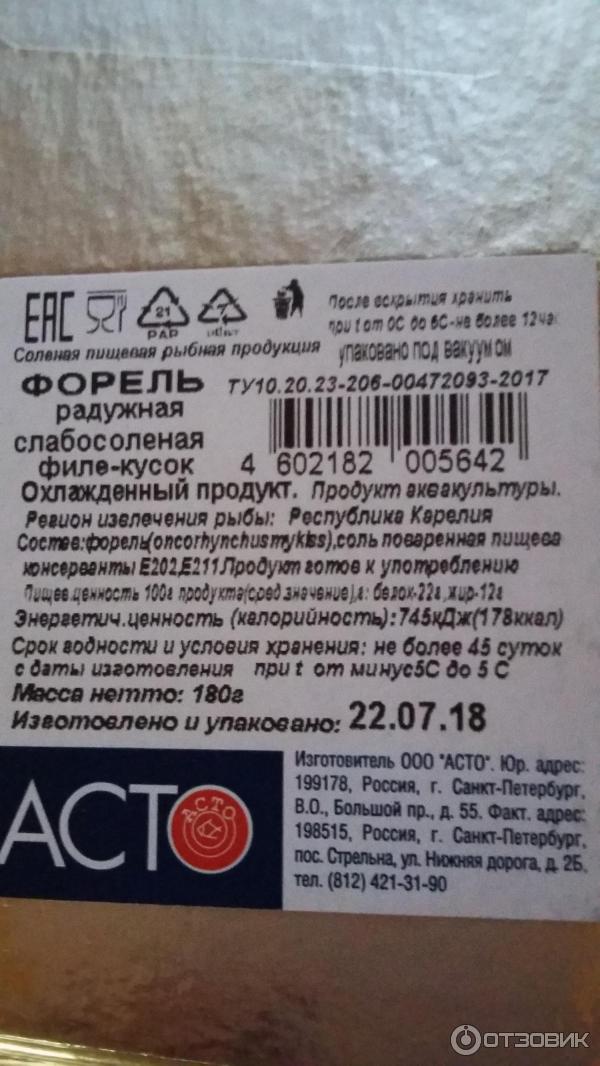 EAC
21
PAP
7
После вскрытия хранить
при t от 0С до 6С-не более 12час
Соленая пищевая рыбная продукция
упаковано под вакуумом
ФОРЕЛЬ
ТУ10.20.23-206-00472093-2017
радужная
слабосоленая
филе-кусок
4 602182 005642
Охлажденный продукт. Продукт аквакультуры.
Регион извлечения рыбы: Республика Карелия
Состав:форель(oncorhynchusmykiss),соль поваренная пищева
консерванты Е202,Е211.Продукт готов к употреблению
Пищев.ценность 100г продукта(сред.значение),г: белок-22г,жир-12г
Энергетич.ценность (калорийность):745кДж(178ккал)
Срок годности и условия хранения: не более 45 суток
с даты изготовления при t от минус5С до 5 С
Масса нетто: 180г
Изготовлено и упаковано: 22.07.18
АСТО
АСТО
Изготовитель ООО "АСТО". Юр. адрес:
199178, Россия, г. Санкт-Петербург,
В.О., Большой пр., д. 55. Факт. адрес:
198515, Россия, г. Санкт-Петербург,
пос. Стрельна, ул. Нижняя дорога, д. 2Б,
тел. (812) 421-31-90
ОТЗОВИК